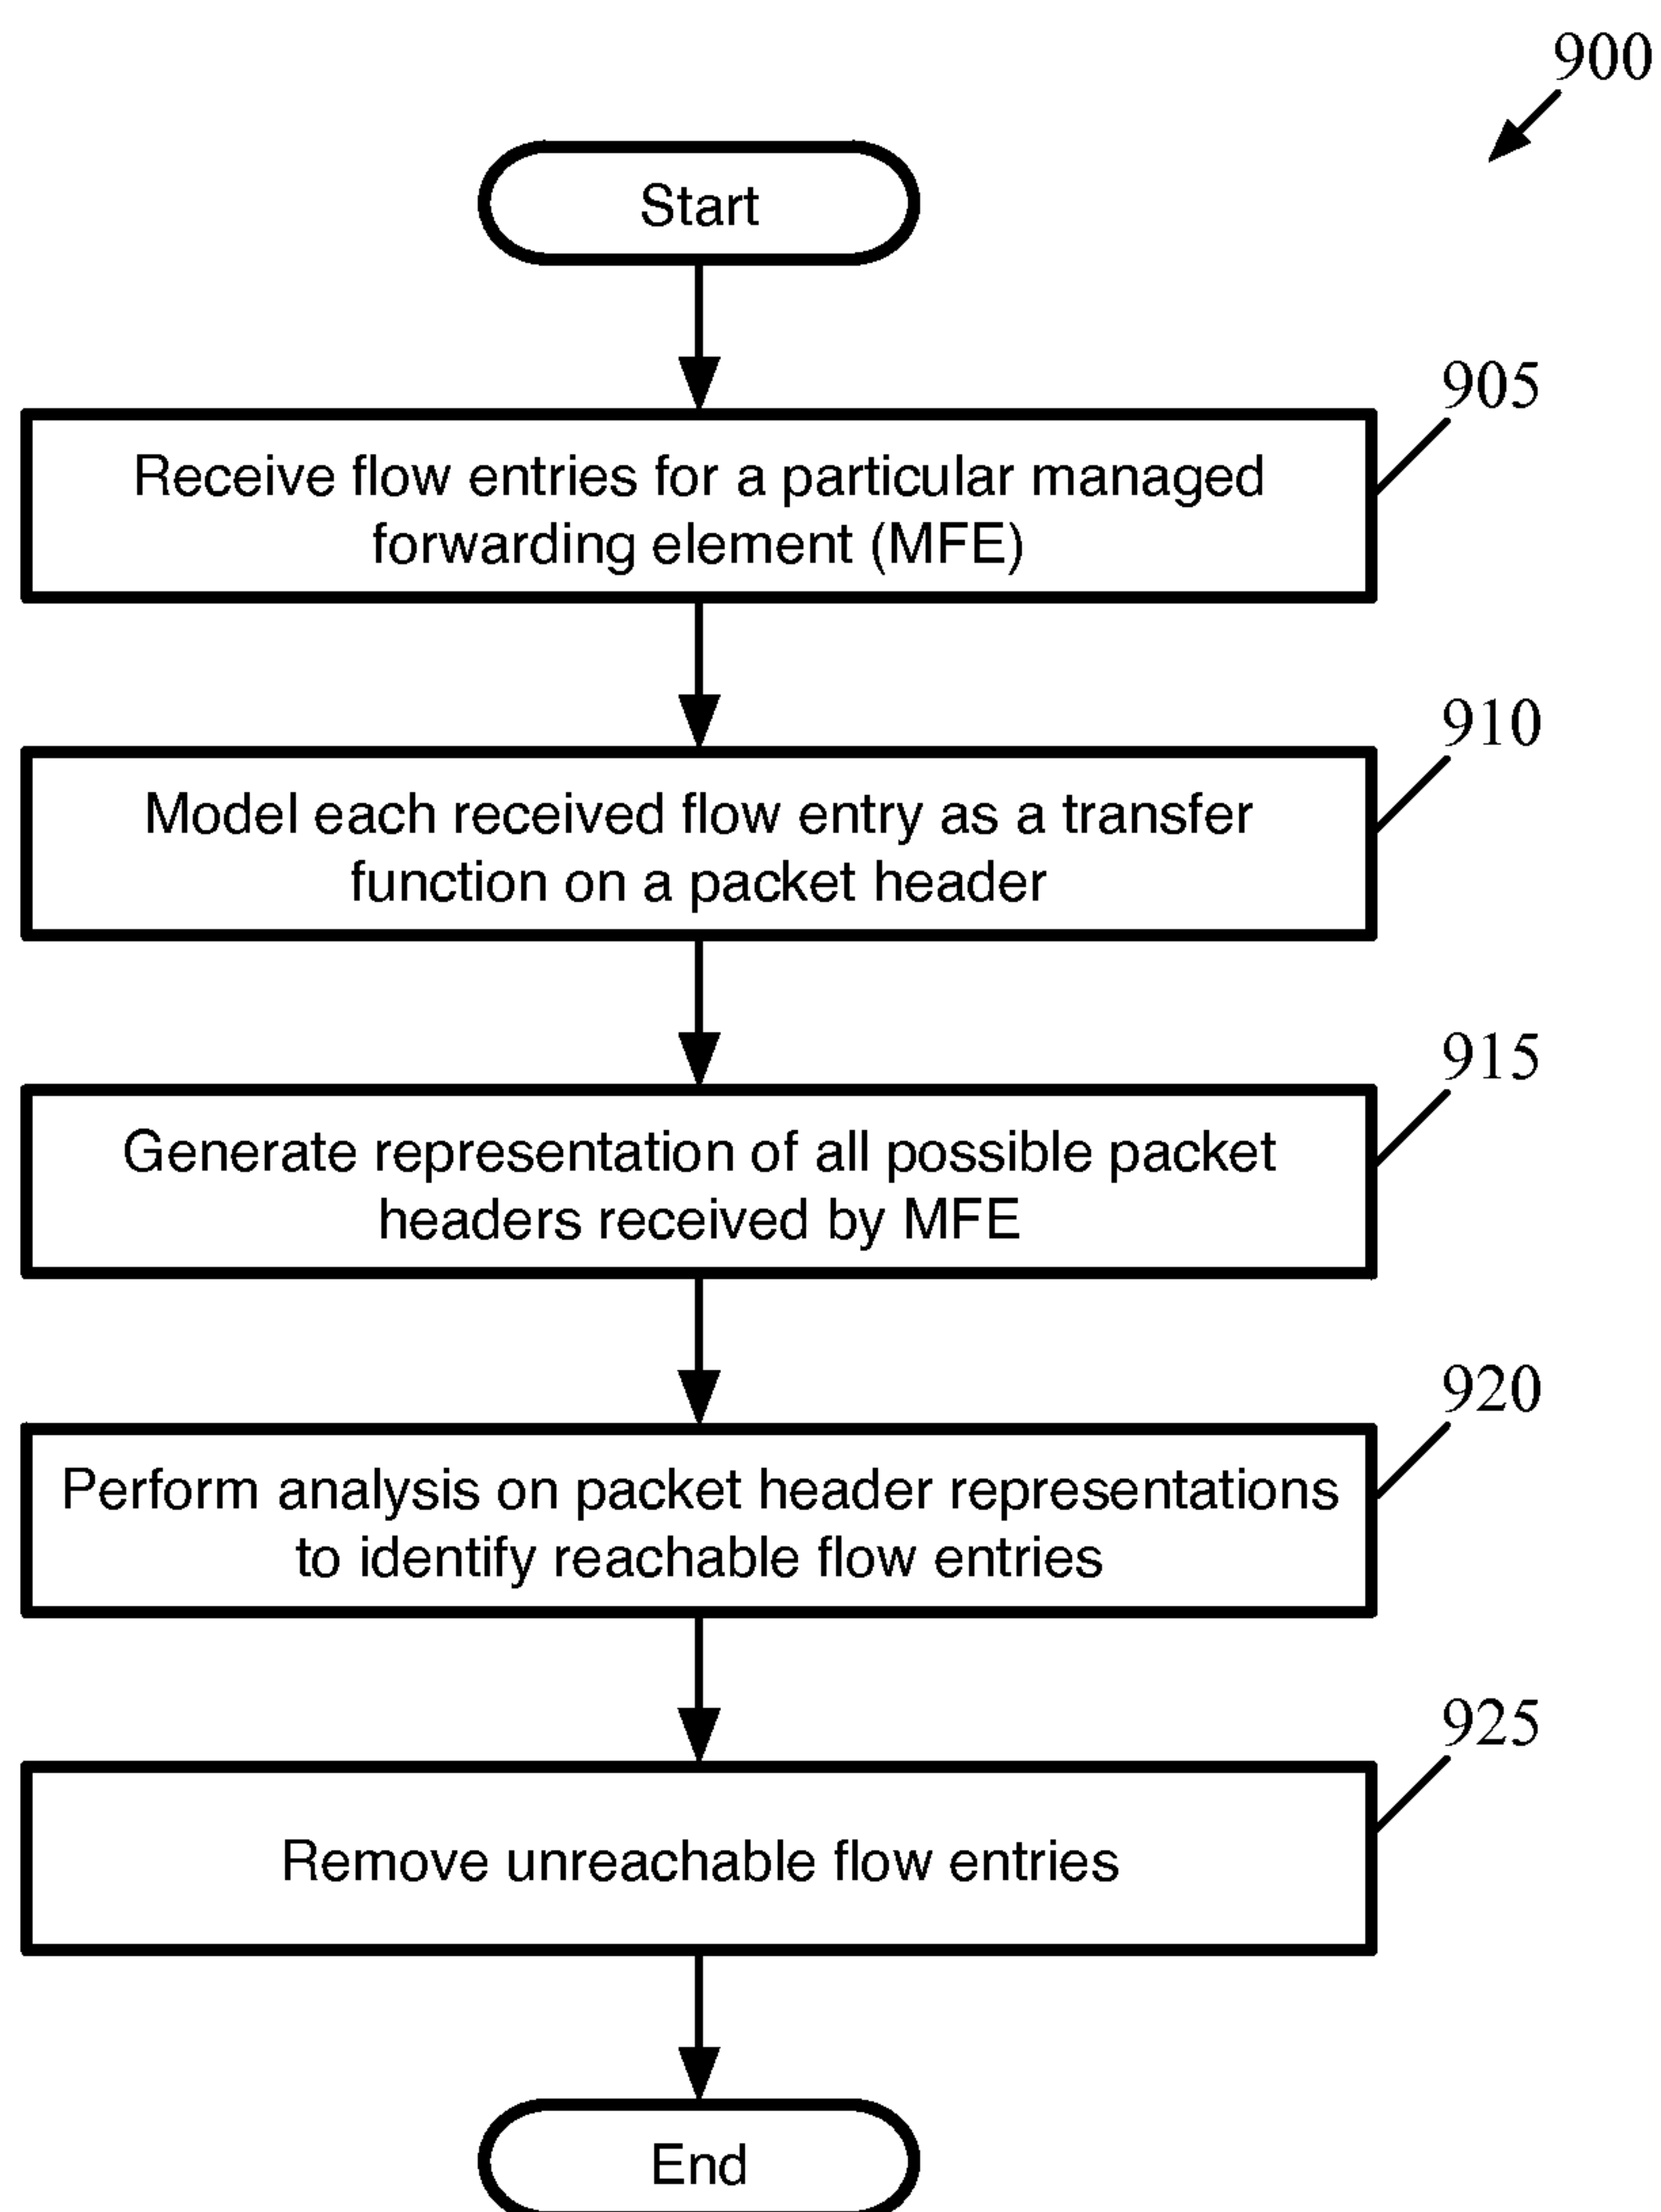 900
Start
905
Receive flow entries for a particular managed
forwarding element (MFE)
910
Model each received flow entry as a transfer
function on a packet header
915
Generate representation of all possible packet
headers received by MFE
920
Perform analysis on packet header representations
to identify reachable flow entries
925
Remove unreachable flow entries
End